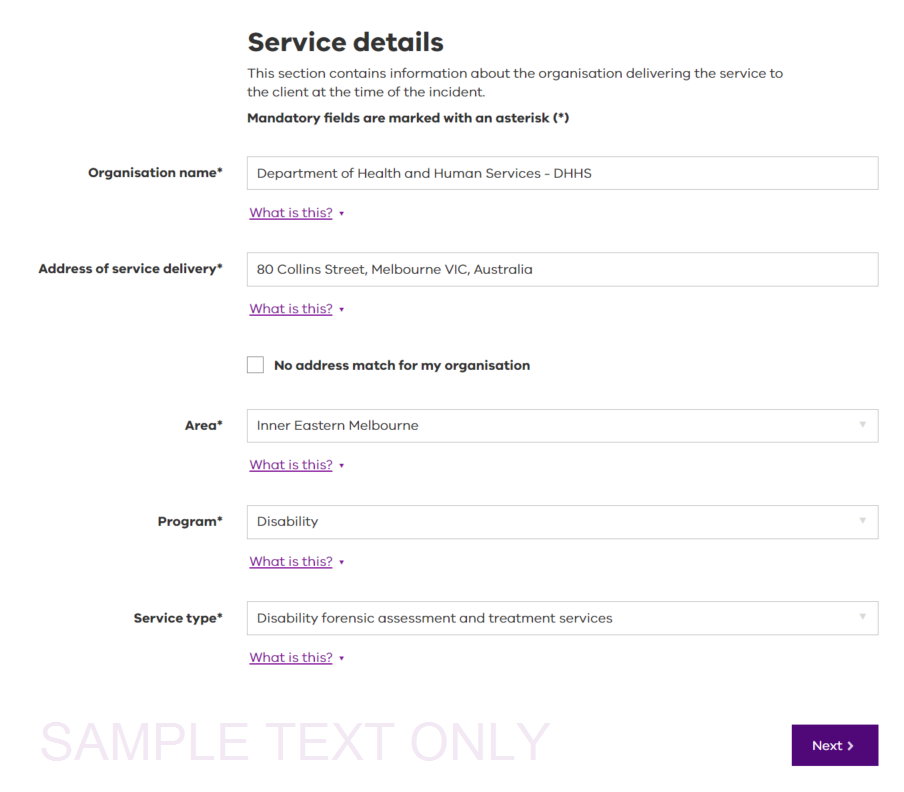 Service details
This section contains information about the organisation delivering the service to
the client at the time of the incident.
Mandatory fields are marked with an asterisk (*)
Organisation name*
Department of Health and Human Services - DHHS
What is this?
Address of service delivery*
80 Collins Street, Melbourne VIC, Australia
What is this?
No address match for my organisation
Area*
Inner Eastern Melbourne
What is this?
Program*
Disability
What is this?
Service type*
Disability forensic assessment and treatment services
What is this?
SAMPLE TEXT ONLY
Next >